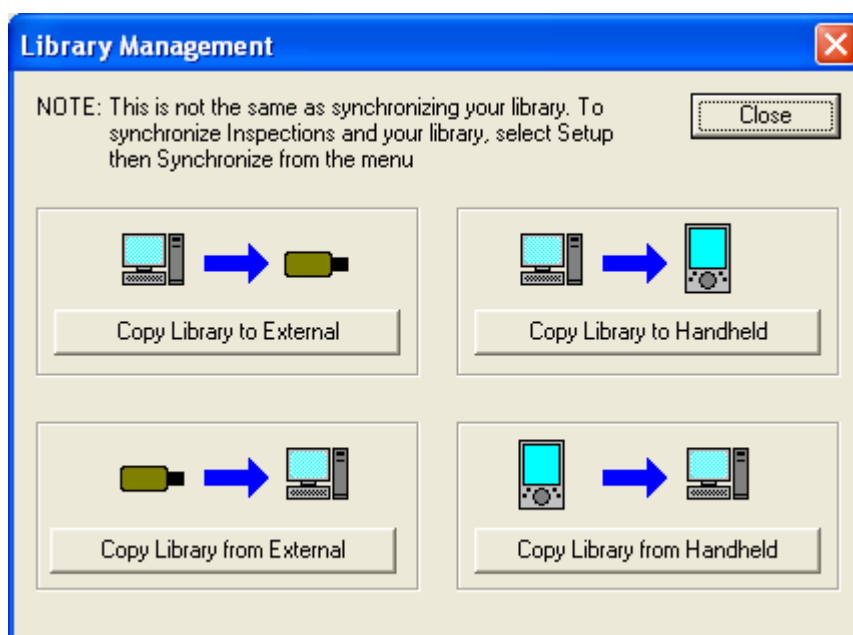 Library Management
NOTE: This is not the same as synchronizing your library. To
synchronize Inspections and your library, select Setup
then Synchronize from the menu
Close
Copy Library to External
Copy Library to Handheld
Copy Library from External
Copy Library from Handheld